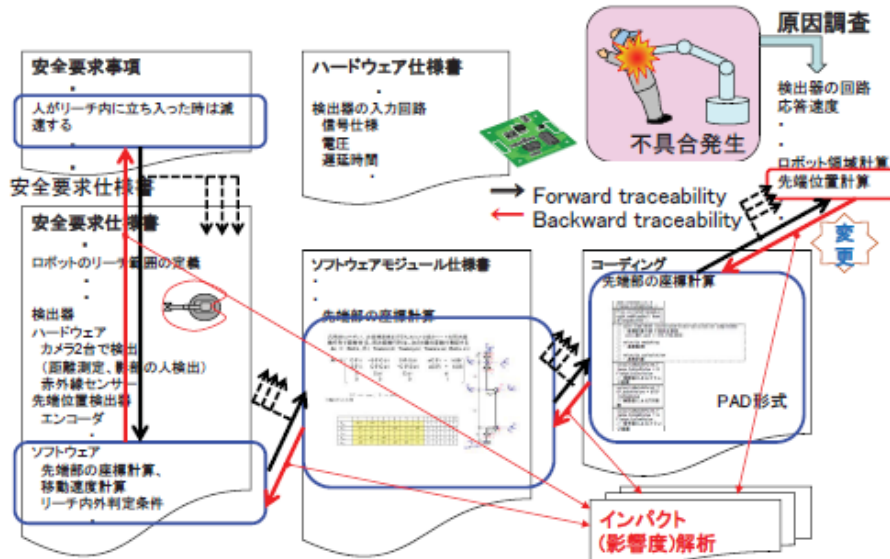 安全要求事項
人がリーチ内に立ち入った時は減
速する
安全要求仕様書
安全要求仕様書
ロボットのリーチ範囲の定義
検出器
ハードウェア
カメラ2台で検出
(距離測定、影部の人検出)
赤外線センサー
先端位置検出器
エンコーダ
ソフトウェア
先端部の座標計算、
移動速度計算
リーチ内外判定条件
ハードウェア仕様書
検出器の入力回路
信号仕様
電圧
遅延時間
不具合発生
原因調査
検出器の回路
応答速度
ロボット領域計算
先端位置計算
変更
Forward traceability
Backward traceability
ソフトウェアモジュール仕様書
先端部の座標計算
コーディング
先端部の座標計算
PAD形式
インパクト
(影響度)解析